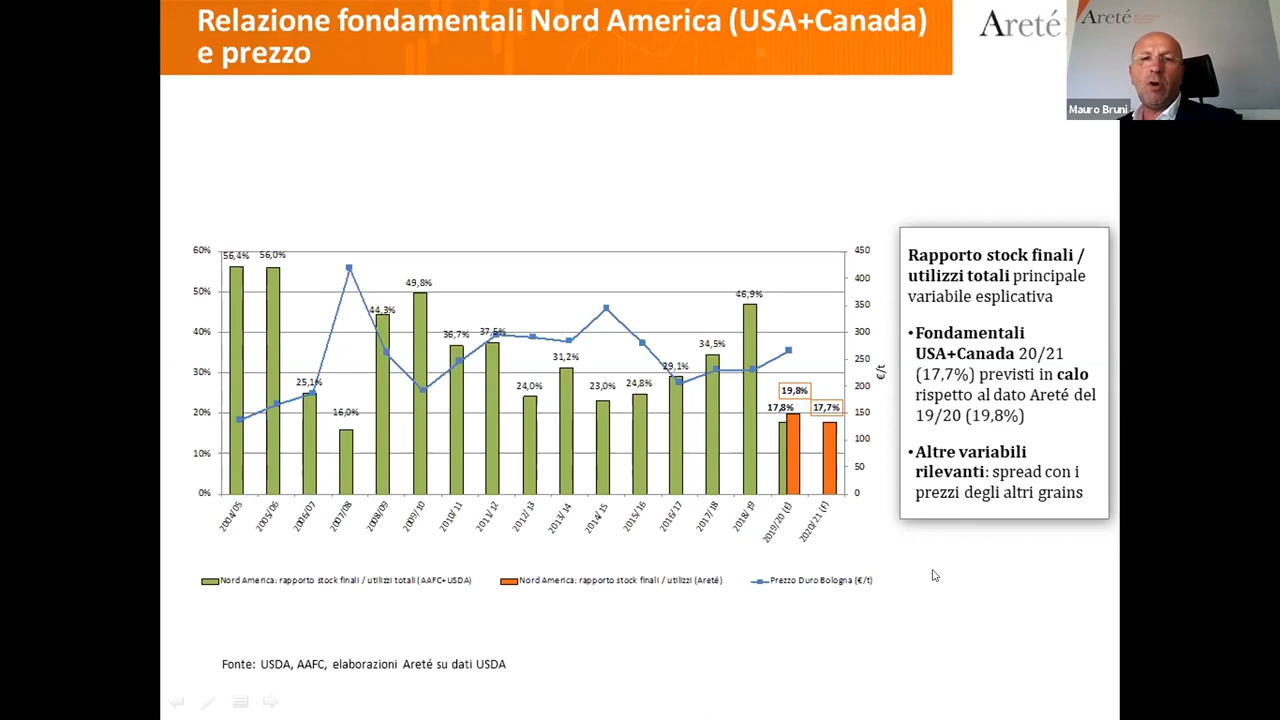 Relazione fondamentali Nord America (USA+Canada)
e prezzo
Areté
Areté
Mauro Bruni
60%
50%
40%
30%
20%
10%
0%
450
400
350
300
250
200
150
100
50
0
€/t
56,4%
56,0%
25,1%
16,0%
44,3%
49,8%
36,7%
37,5%
24,0%
31,2%
23,0%
24,8%
29,1%
34,5%
46,9%
17,8%
19,8%
17,7%
2004/05
2005/06
2006/07
2007/08
2008/09
2009/10
2010/11
2011/12
2012/13
2013/14
2014/15
2015/16
2016/17
2017/18
2018/19
2019/20 (E)
2020/21 (F)
Nord America: rapporto stock finali / utilizzi totali (AAFC+USDA)
Nord America: rapporto stock finali / utilizzi (Areté)
Prezzo Duro Bologna (€/t)
Rapporto stock finali /
utilizzi totali principale
variabile esplicativa
•Fondamentali
USA+Canada 20/21
(17,7%) previsti in calo
rispetto al dato Areté del
19/20 (19,8%)
•Altre variabili
rilevanti: spread con i
prezzi degli altri grains
Fonte: USDA, AAFC, elaborazioni Areté su dati USDA